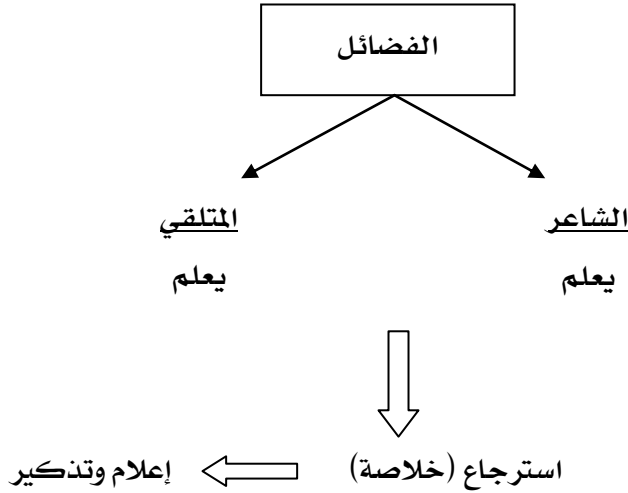 الفضائل
الشاعر
المتلقي
يعلم
يعلم
استرجاع (خلاصة)
إعلام وتذكير